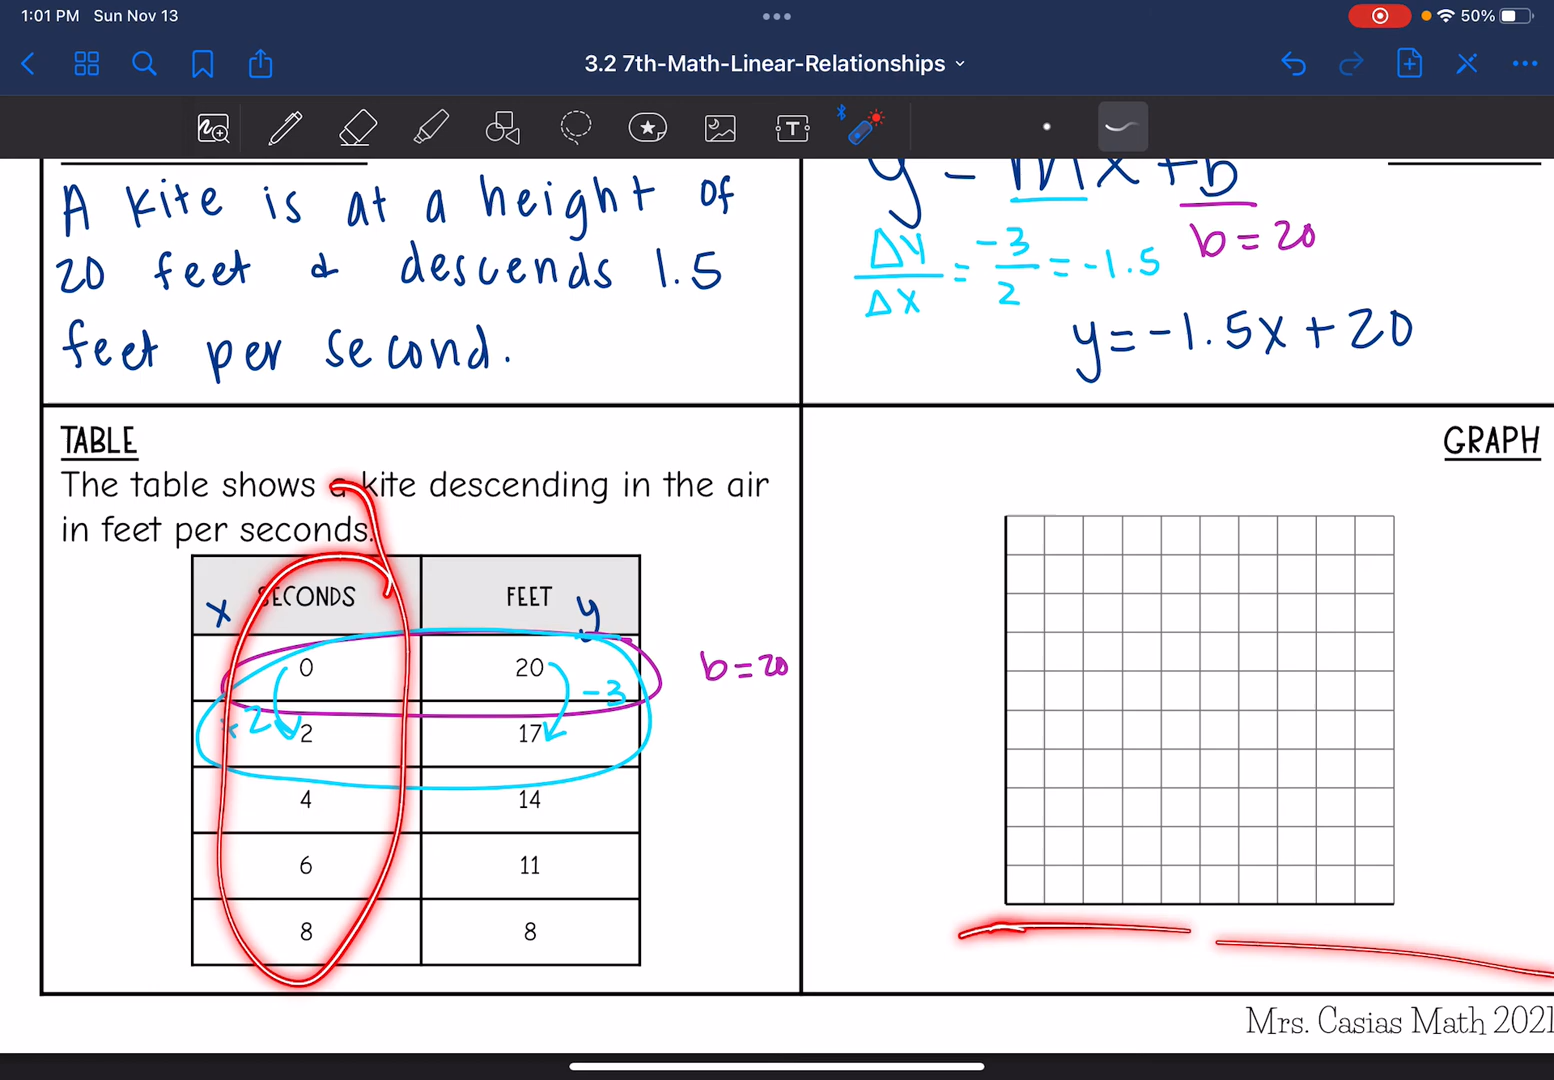 1:01 PM Sun Nov 13
50%
3.2 7th-Math-Linear-Relationships
A kite is at a height of
20 feet & descends 1.5
feet per second.
y = mx + b
Δy/Δx = -3/2 = -1.5
b = 20
y = -1.5x + 20
TABLE
The table shows a kite descending in the air
in feet per seconds.
x SECONDS FEET y
0 20
b = 20
+2 -3
2 17
4 14
6 11
8 8
GRAPH
Mrs. Casias Math 2021